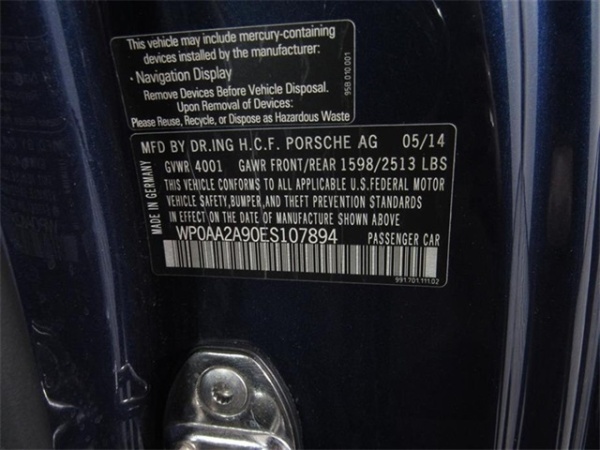 This vehicle may include mercury-containing
devices installed by the manufacturer:
· Navigation Display
Remove Devices Before Vehicle Disposal.
Upon Removal of Devices:
Please Reuse, Recycle, or Dispose as Hazardous Waste
958.010.001
MFD BY DR.ING H.C.F. PORSCHE AG 05/14
GVWR 4001 GAWR FRONT/REAR 1598/2513 LBS
THIS VEHICLE CONFORMS TO ALL APPLICABLE U.S.FEDERAL MOTOR
VEHICLE SAFETY,BUMPER,AND THEFT PREVENTION STANDARDS
IN EFFECT ON THE DATE OF MANUFACTURE SHOWN ABOVE.
WP0AA2A90ES107894 PASSENGER CAR
MADE IN GERMANY
991.701.111.02